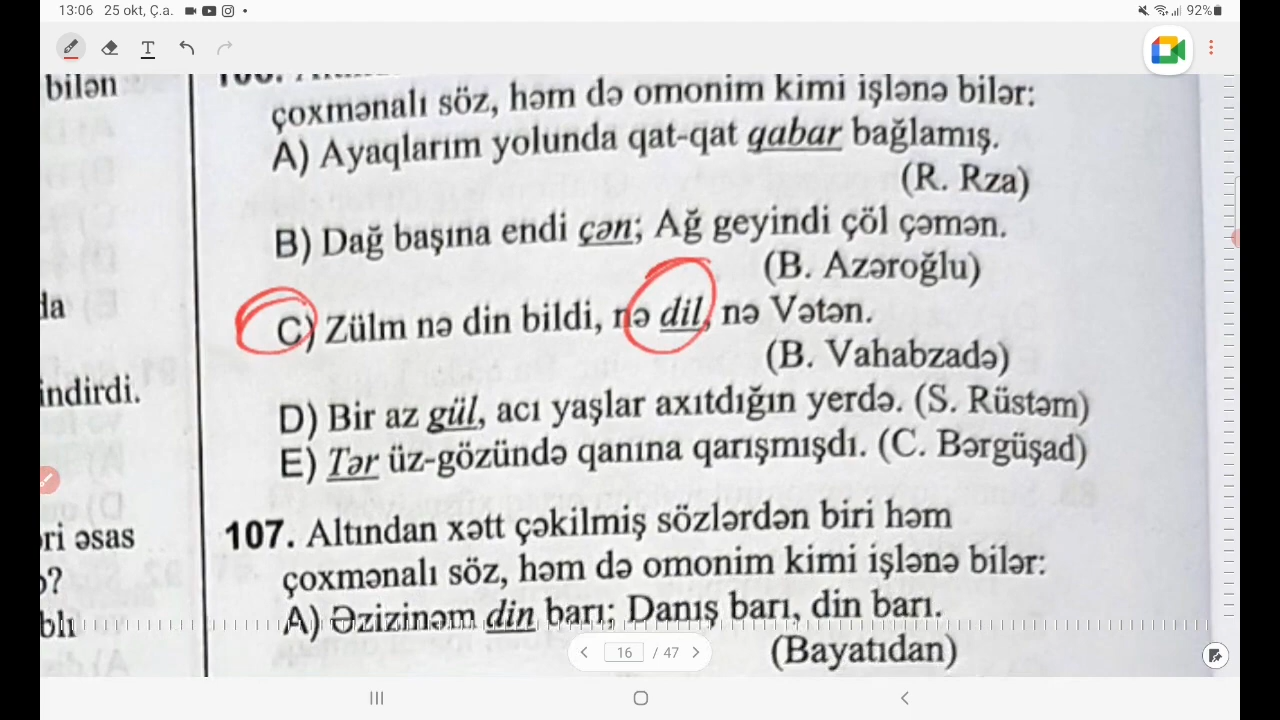 13:06 25 okt, Ç.a.
92%
T
bilən
da
indirdi.
əri əsas
ə?
blı
çoxmənalı söz, həm də omonim kimi işlənə bilər:
A) Ayaqlarım yolunda qat-qat qabar bağlamış.
(R. Rza)
B) Dağ başına endi çən; Ağ geyindi çöl çəmən.
(B. Azəroğlu)
C) Zülm nə din bildi, nə dil, nə Vətən.
(B. Vahabzadə)
D) Bir az gül, acı yaşlar axıtdığın yerdə. (S. Rüstəm)
E) Tər üz-gözündə qanına qarışmışdı. (C. Bərgüşad)
107. Altından xətt çəkilmiş sözlərdən biri həm
çoxmənalı söz, həm də omonim kimi işlənə bilər:
A) Əzizinəm din barı; Danış barı, din barı.
(Bayatıdan)
16 / 47